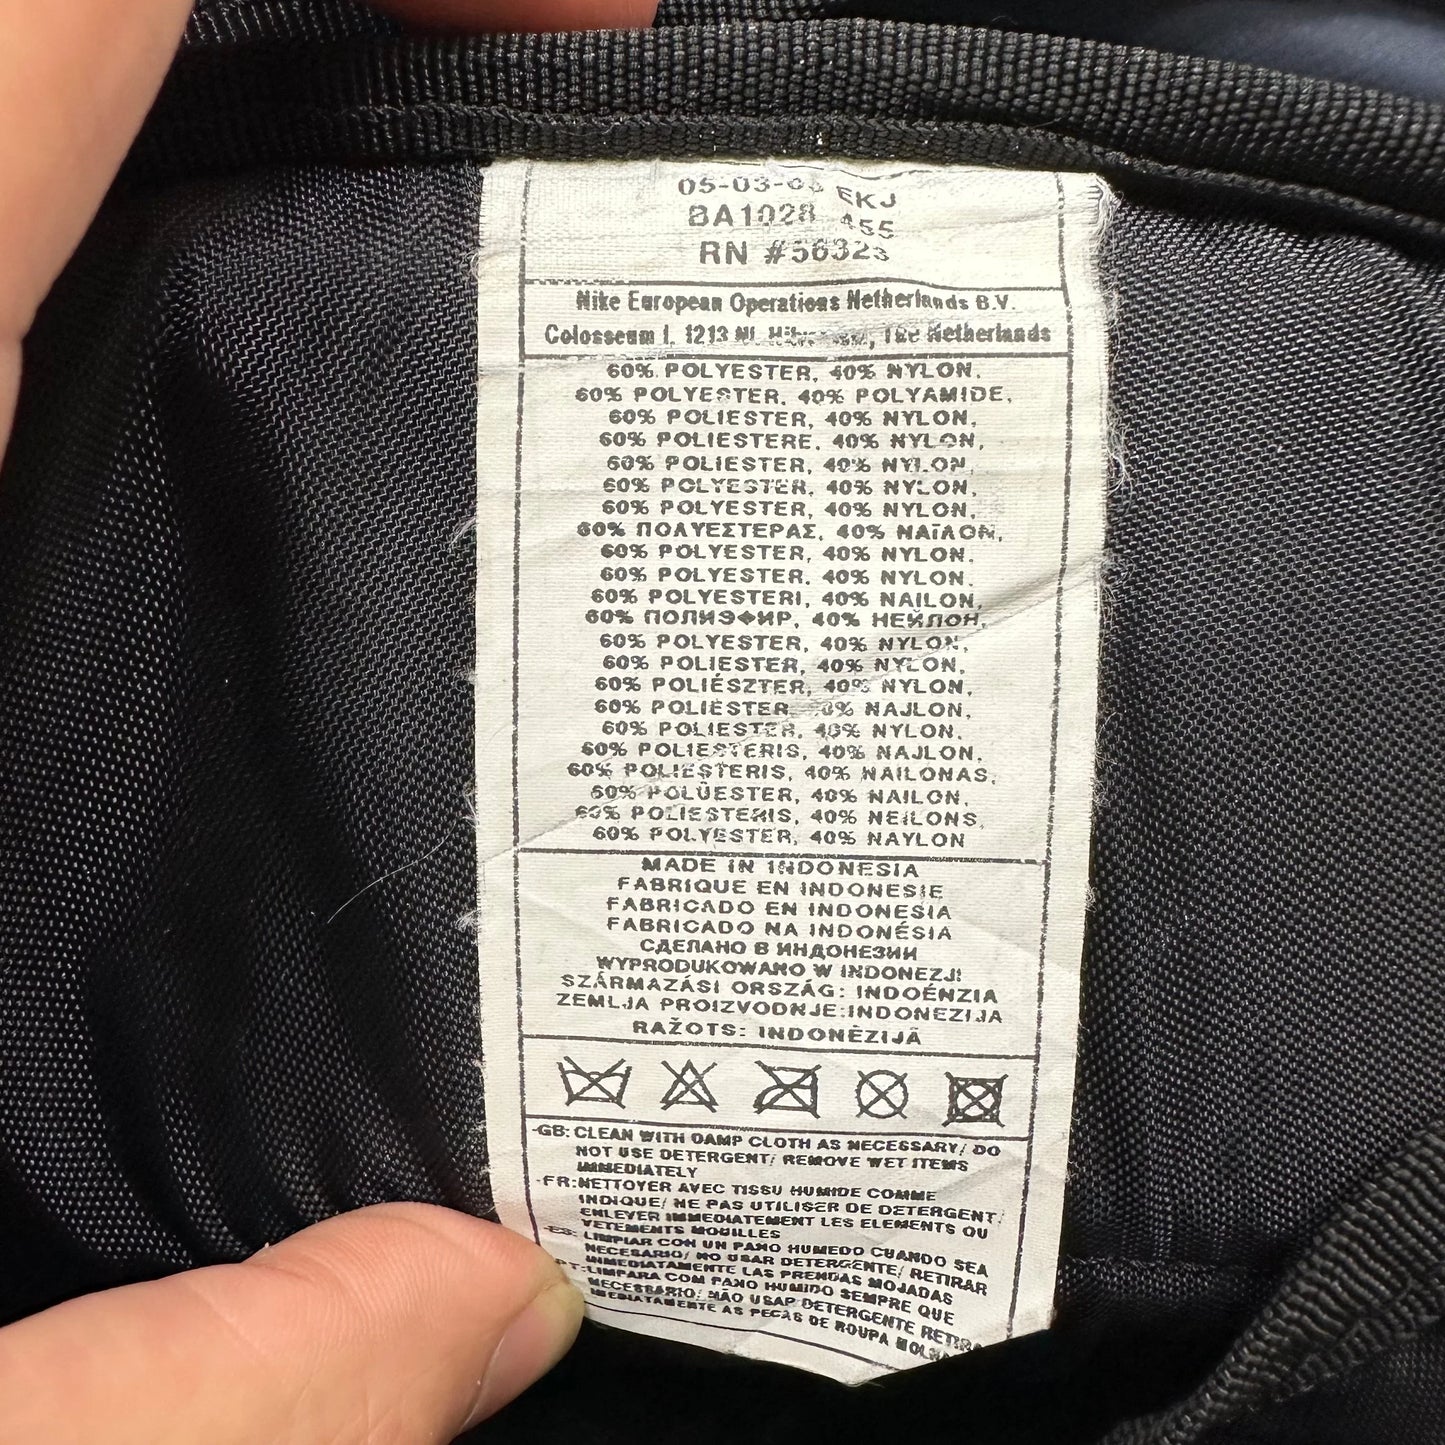 05-03-0 EKJ
BA1028 455
RN #56323
Nike European Operations Netherlands B.V.
Colosseum 1, 1213 NL The Netherlands
60% POLYESTER, 40% NYLON,
60% POLYESTER, 40% POLYAMIDE,
60% POLIESTER, 40% NYLON,
60% POLIESTERE, 40% NYLON,
60% POLIESTER, 40% NYLON,
60% POLYESTER, 40% NYLON,
60% POLYESTER, 40% NYLON,
60% ΠΟΛΥΕΣΤΕΡΑΣ, 40% ΝΑΪΛΟΝ,
60% POLYESTER, 40% NYLON.
60% POLYESTER, 40% NYLON.
60% POLYESTERI, 40% NAILON,
60% ПОЛИЭФИР, 40% НЕЙЛОН,
60% POLYESTER, 40% NYLON,
60% POLIESTER, 40% NYLON,
60% POLIÉSZTER, 40% NYLON,
60% POLIESTER, 40% NAJLON,
60% POLIESTER, 40% NYLON,
60% POLIESTERIS, 40% NAJLON,
60% POLIESTERIS, 40% NAILONAS,
60% POLÜESTER, 40% NAILON,
60% POLIESTERIS, 40% NEILONS,
60% POLYESTER, 40% NAYLON
MADE IN INDONESIA
FABRIQUE EN INDONESIE
FABRICADO EN INDONESIA
FABRICADO NA INDONÉSIA
СДЕЛАНО В ИНДОНЕЗИИ
WYPRODUKOWANO W INDONEZJI
SZÁRMAZÁSI ORSZÁG: INDOÉNZIA
ZEMLJA PROIZVODNJE:INDONEZIJA
RAŽOTS: INDONĒZIJĀ
-GB: CLEAN WITH DAMP CLOTH AS NECESSARY/ DO
NOT USE DETERGENT/ REMOVE WET ITEMS
IMMEDIATELY
-FR:NETTOYER AVEC TISSU HUMIDE COMME
INDIQUE/ NE PAS UTILISER DE DETERGENT/
ENLEVER IMMEDIATEMENT LES ELEMENTS OU
VETEMENTS MOUILLES
-ES: LIMPIAR CON UN PANO HUMEDO CUANDO SEA
NECESARIO/ NO USAR DETERGENTE/ RETIRAR
INMEDIATAMENTE LAS PRENDAS MOJADAS
PT:LIMPARA COM PANO HUMIDO SEMPRE QUE
NECESSARIO/ NÃO USAP DETERGENTE RETIRA
IMEDIATAMENTE AS PECAS DE ROUPA